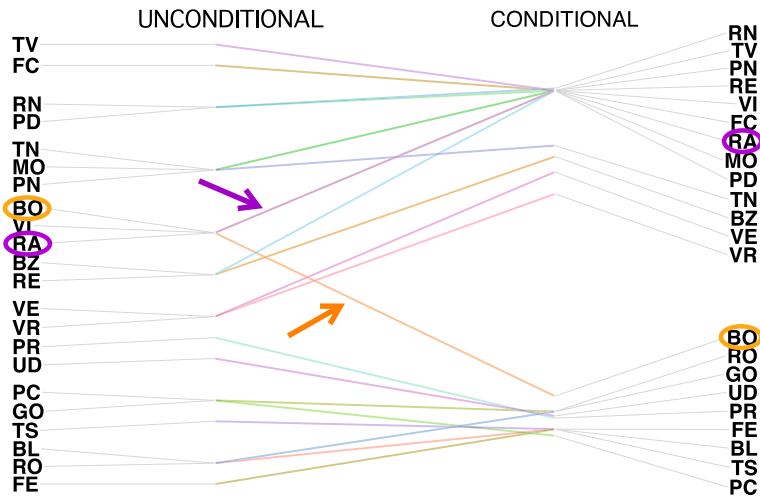 UNCONDITIONAL
CONDITIONAL
TV
FC
RN
PD
TN
MO
PN
BO
VI
RA
BZ
RE
VE
VR
PR
UD
PC
GO
TS
BL
RO
FE
RN
TV
PN
RE
VI
FC
RA
MO
PD
TN
BZ
VE
VR
BO
RO
GO
UD
PR
FE
BL
TS
PC